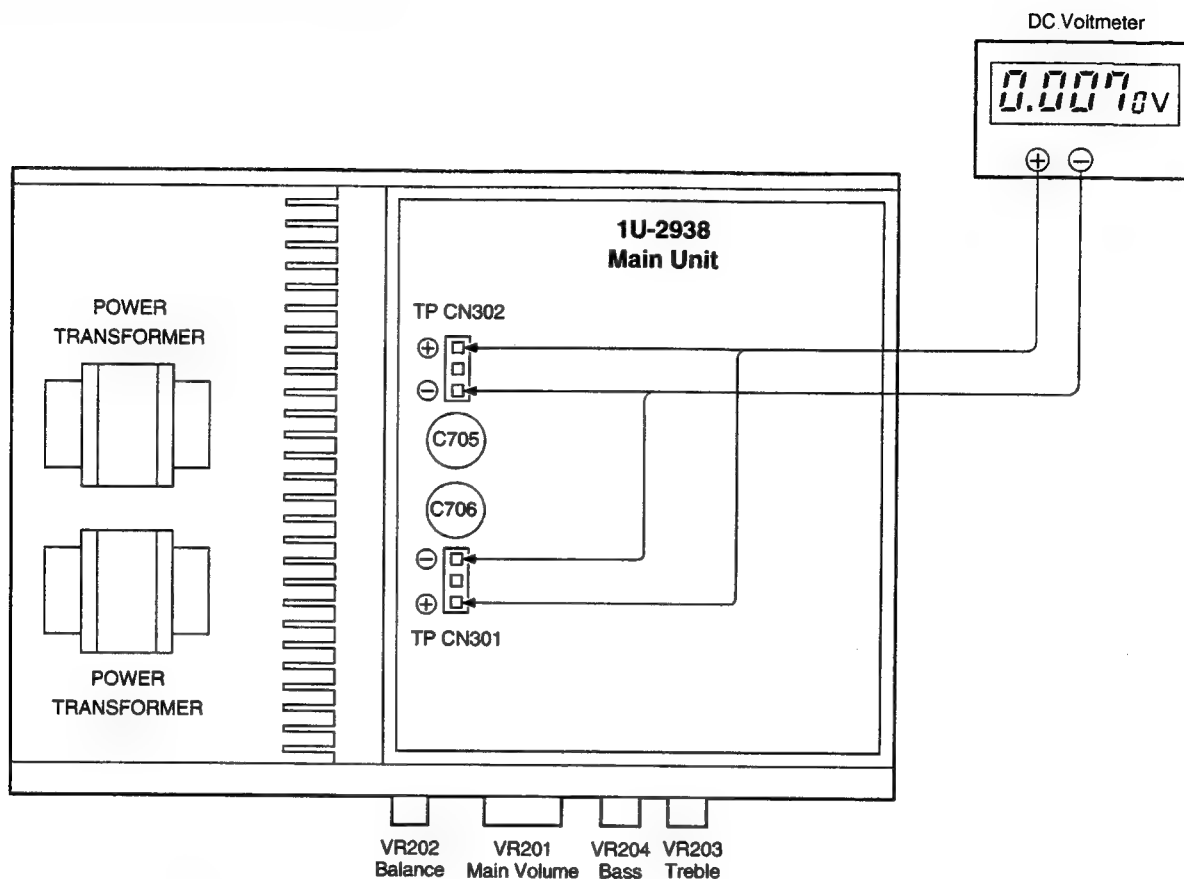 DC Voitmeter
0.0070V
⊕ ⊖
1U-2938
Main Unit
POWER
TRANSFORMER
TP CN302
⊕
⊖
C705
C706
⊖
⊕
TP CN301
POWER
TRANSFORMER
VR202
Balance
VR201
Main Volume
VR204
Bass
VR203
Treble